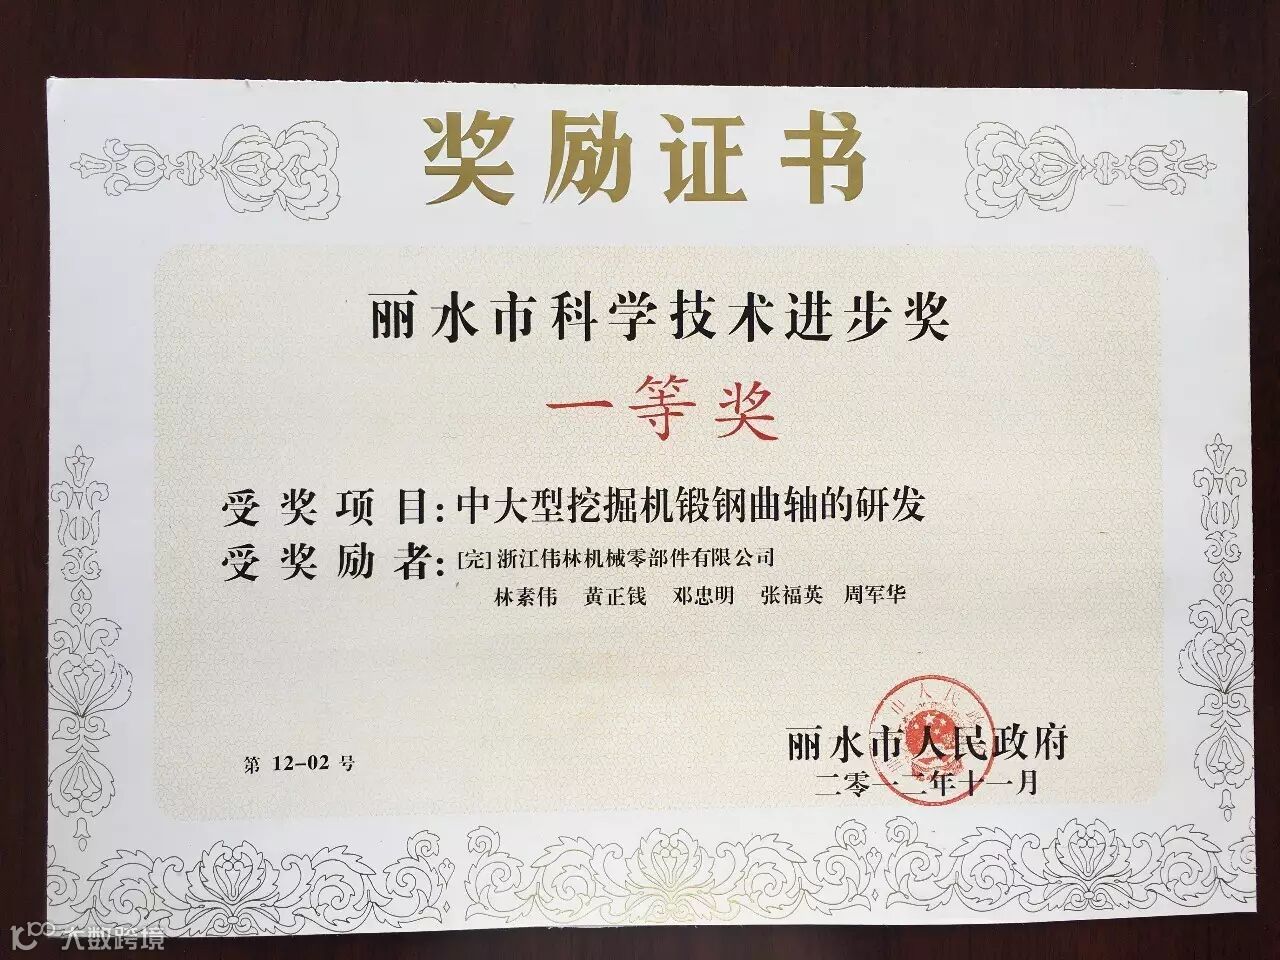 奖励证书
丽水市科学技术进步奖
一等奖
受奖项目:中大型挖掘机锻钢曲轴的研发
受奖励者:[完]浙江伟林机械零部件有限公司
林素伟 黄正钱 邓忠明 张福英 周军华
丽水市人民政府
第 12-02 号
二零一二年十一月
大数跨境